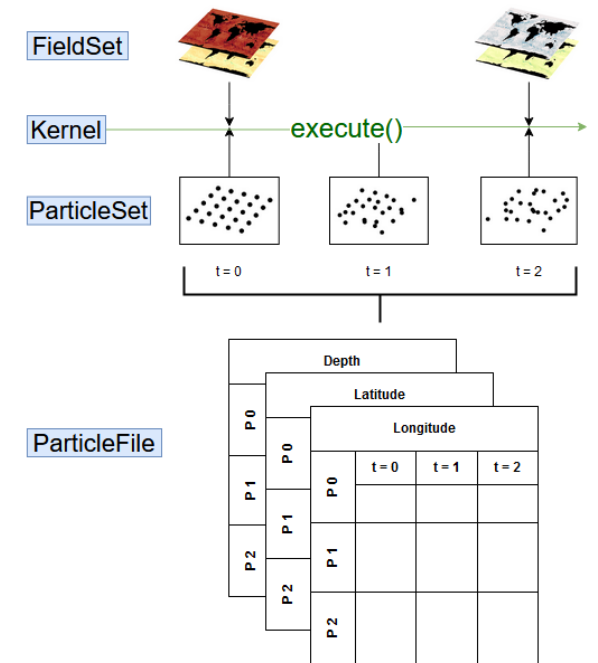 FieldSet
Kernel
execute()
ParticleSet
t = 0
t = 1
t = 2
ParticleFile
Depth
P 0
P 1
P 2
Latitude
P 0
P 1
P 2
Longitude
t = 0
t = 1
t = 2
P 0
P 1
P 2